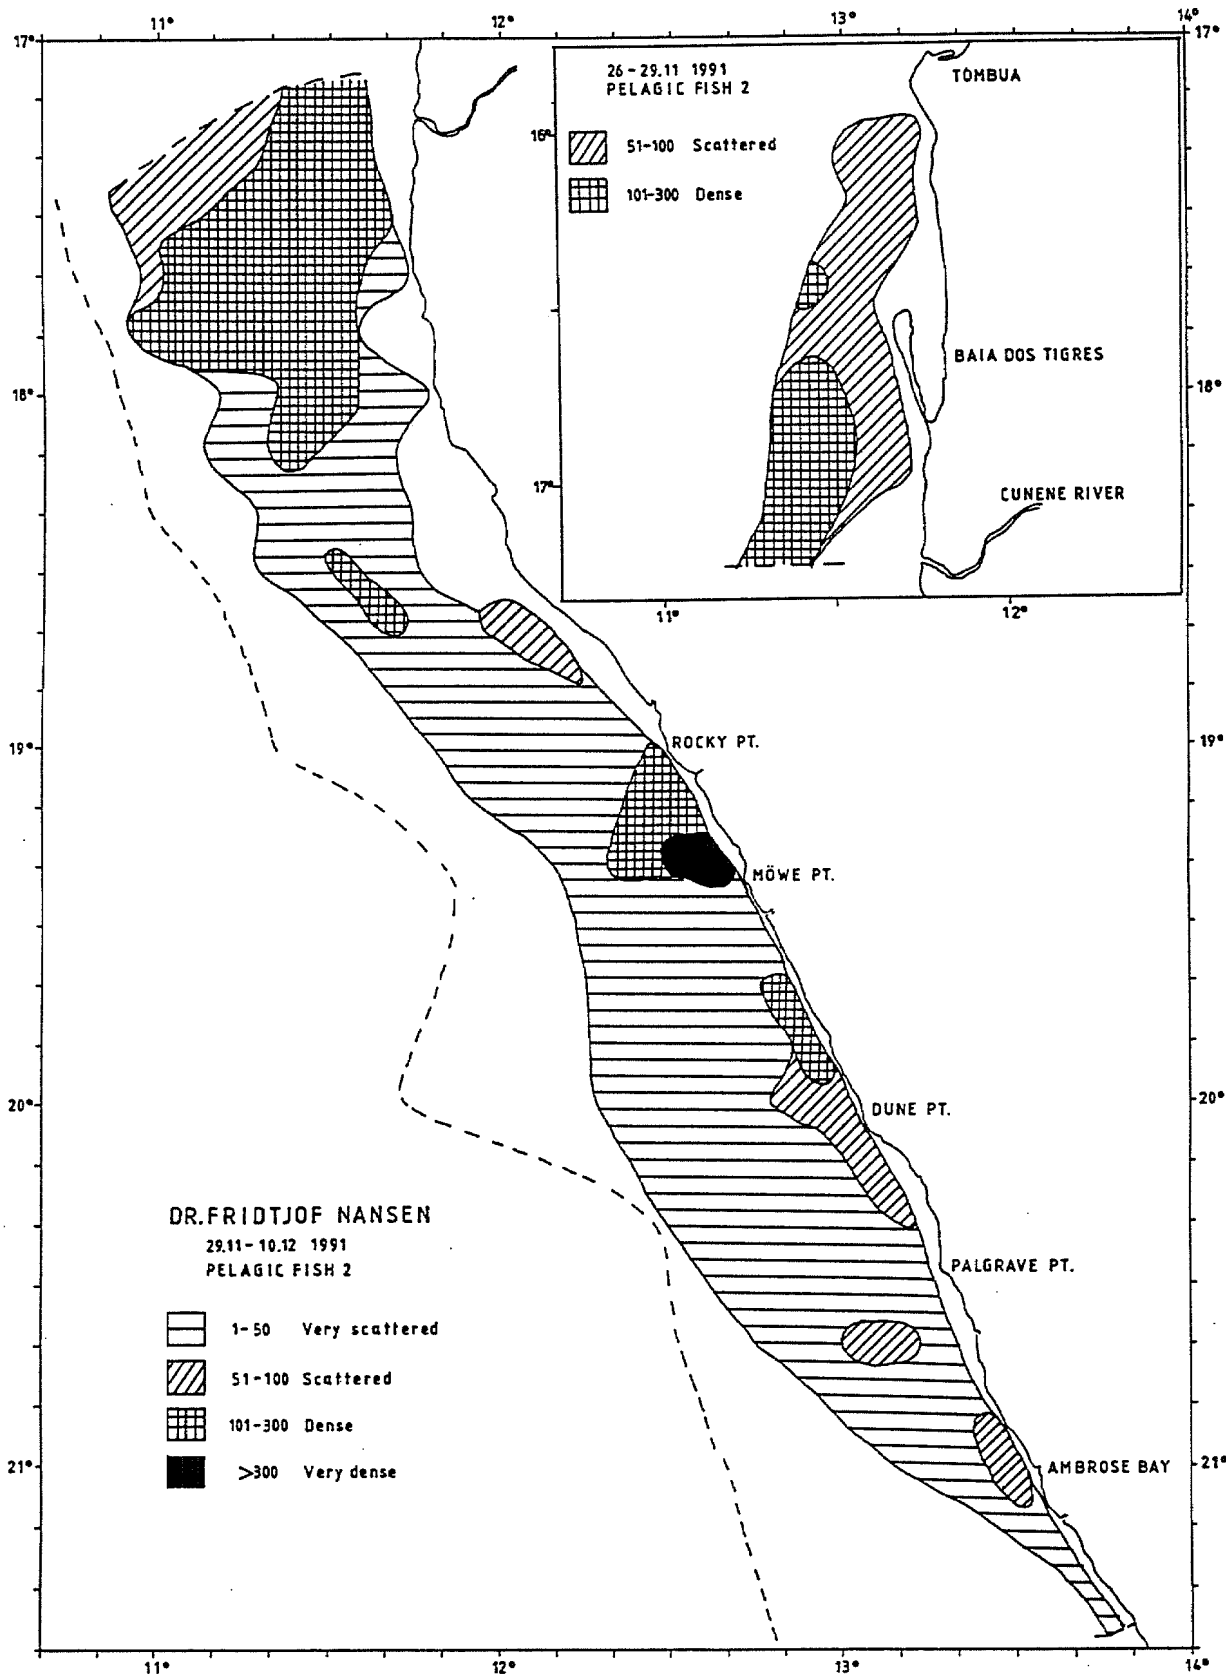 11°
12°
13°
14°
17°
17°
26-29.11 1991
PELAGIC FISH 2
51-100 Scattered
101-300 Dense
TOMBUA
16°
BAIA DOS TIGRES
17°
CUNENE RIVER
11°
12°
18°
18°
ROCKY PT.
19°
19°
MÖWE PT.
20°
20°
DUNE PT.
DR. FRIDTJOF NANSEN
29.11-10.12 1991
PELAGIC FISH 2
PALGRAVE PT.
1-50 Very scattered
51-100 Scattered
101-300 Dense
>300 Very dense
21°
21°
AMBROSE BAY
11°
12°
13°
14°